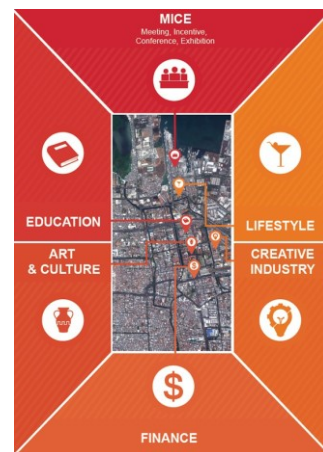 MICE
Meeting, Incentive,
Conference, Exhibition
EDUCATION
LIFESTYLE
ART
& CULTURE
CREATIVE
INDUSTRY
$
FINANCE